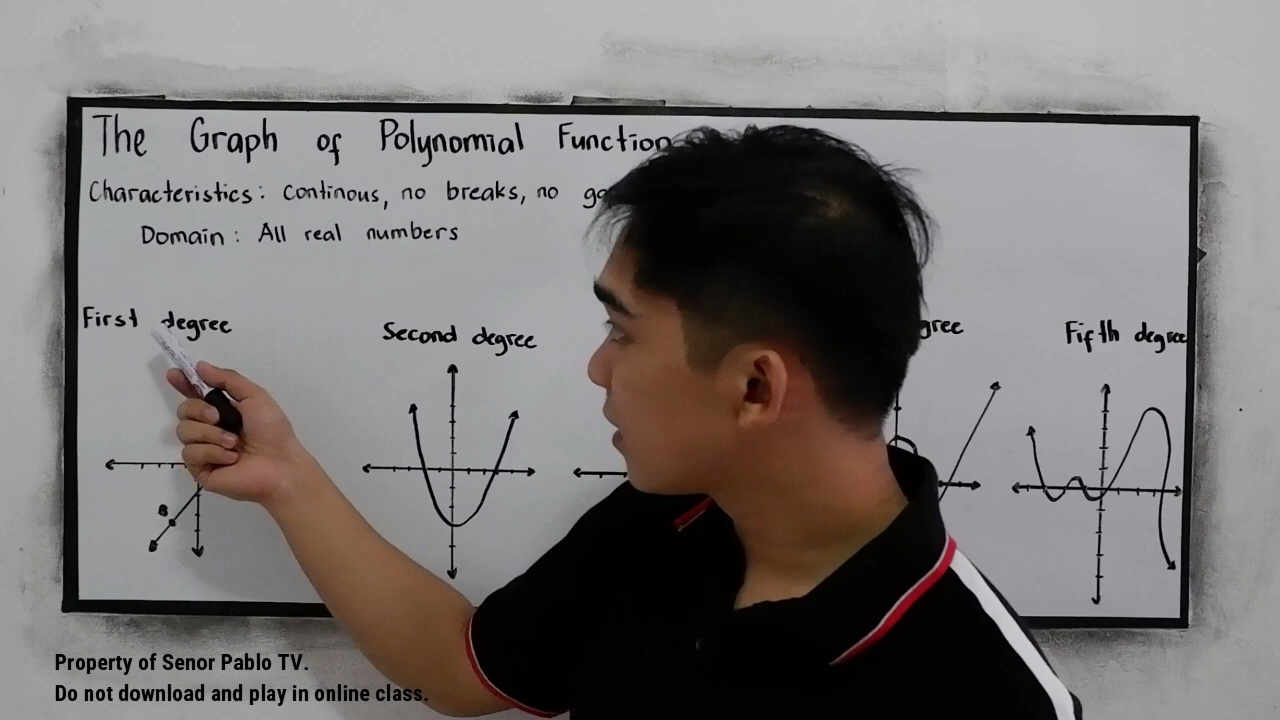 The Graph of Polynomial Function
Characteristics: continous, no breaks, no
Domain: All real numbers
First degree
Second degree
Fifth degree
B
Property of Senor Pablo TV.
Do not download and play in online class.